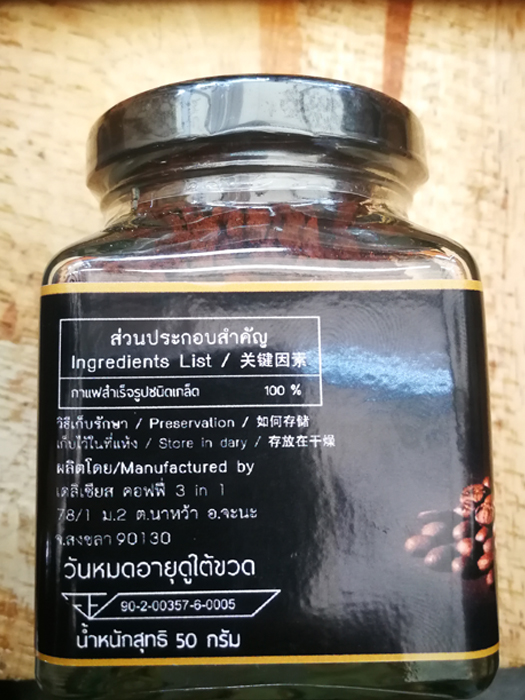 ส่วนประกอบสำคัญ
Ingredients List / 关键因素
กาแฟสำเร็จรูปชนิดเกล็ด 100 %
วิธีเก็บรักษา / Preservation / 如何存储
เก็บไว้ในที่แห้ง / Store in dary / 存放在干燥
ผลิตโดย/Manufactured by
เดลิเซียส คอฟฟี่ 3 in 1
78/1 ม.2 ต.นาหว้า อ.จะนะ
จ.สงขลา 90130
วันหมดอายุดูใต้ขวด
90-2-00357-6-0005
น้ำหนักสุทธิ 50 กรัม